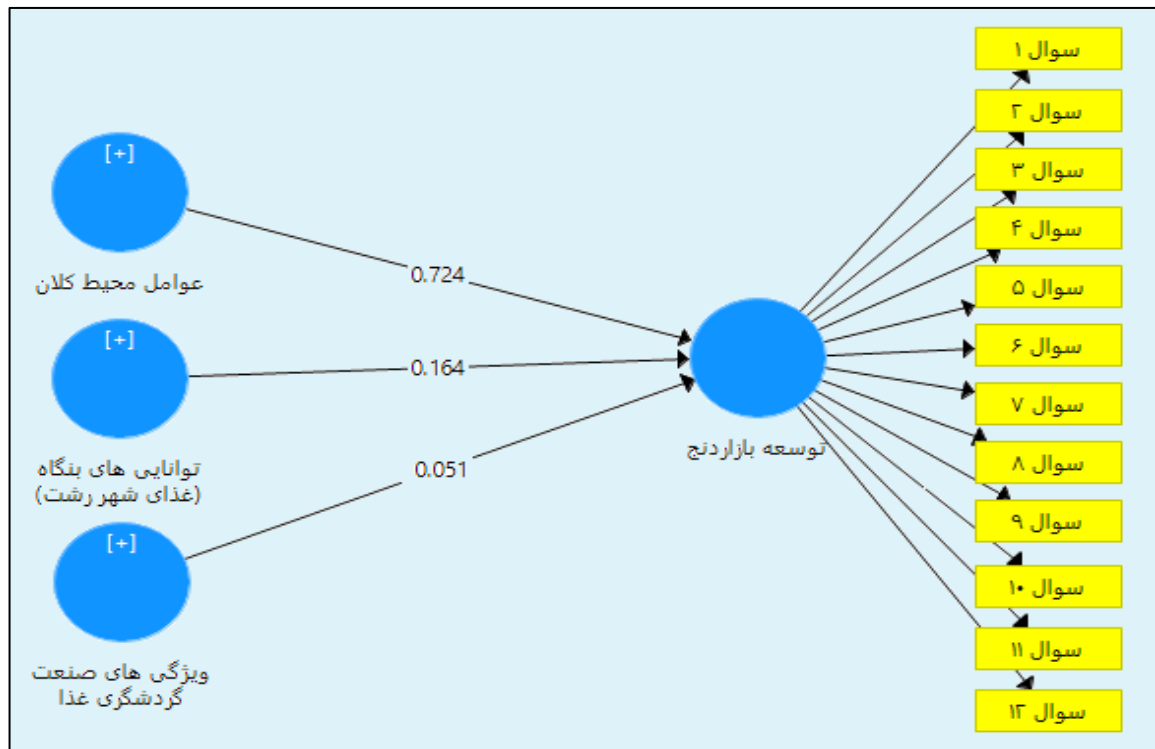 [+]
عوامل محیط کلان
[+]
توانایی های بنگاه
(غذای شهر رشت)
[+]
ویژگی های صنعت
گردشگری غذا
0.724
0.164
0.051
توسعه بازاردنج
سوال ۱
سوال ۲
سوال ۳
سوال ۴
سوال ۵
سوال ۶
سوال ۷
سوال ۸
سوال ۹
سوال ۱۰
سوال ۱۱
سوال ۱۲